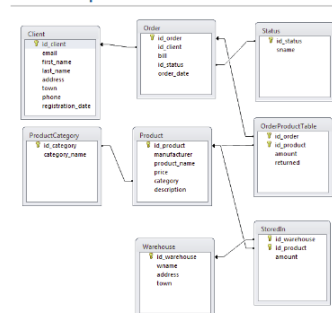 Client
id_client
email
first_name
last_name
address
town
phone
registration_date
Order
id_order
id_client
bill
id_status
order_date
Status
id_status
sname
ProductCategory
id_category
category_name
Product
id_product
manufacturer
product_name
price
category
description
OrderProductTable
id_order
id_product
amount
returned
Warehouse
id_warehouse
wname
address
town
StoredIn
id_warehouse
id_product
amount